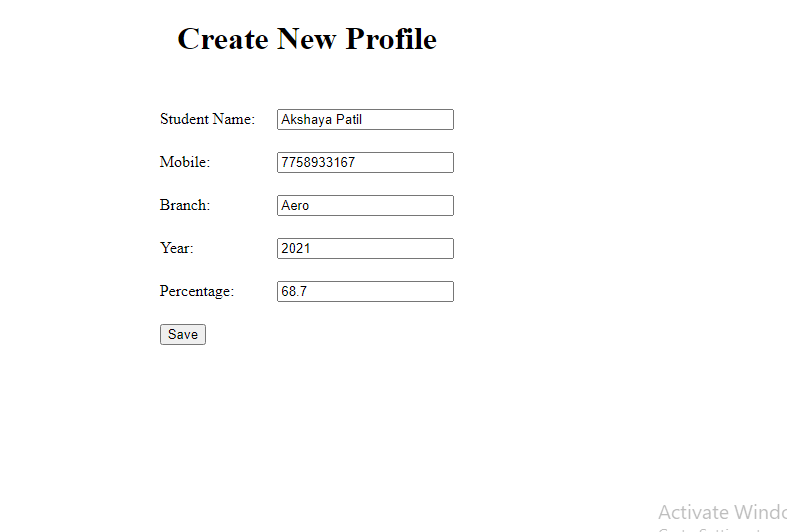 Create New Profile
Student Name: Akshaya Patil
Mobile: 7758933167
Branch: Aero
Year: 2021
Percentage: 68.7
Save
Activate Windo